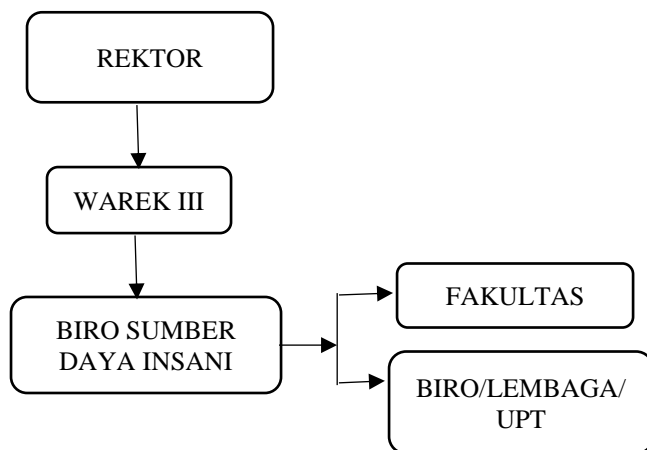 REKTOR
WAREK III
BIRO SUMBER
DAYA INSANI
FAKULTAS
BIRO/LEMBAGA/
UPT